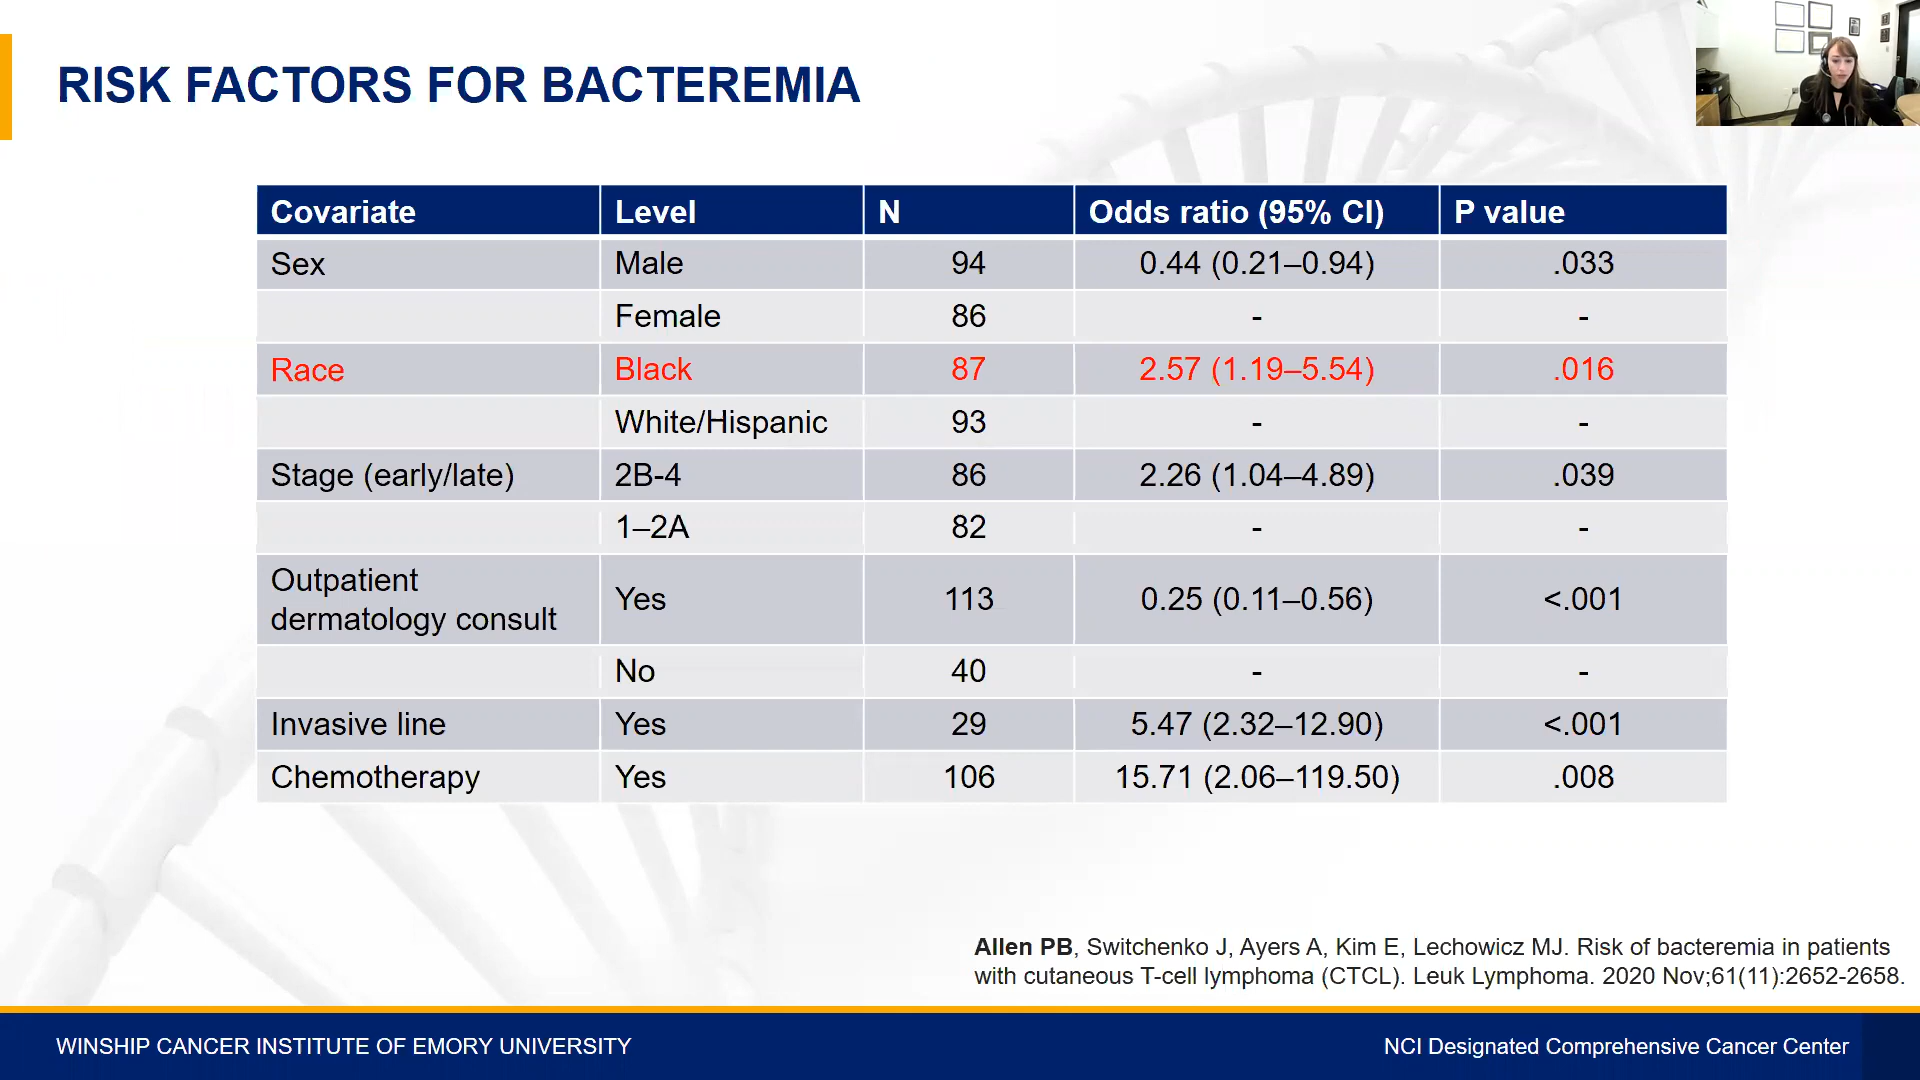 RISK FACTORS FOR BACTEREMIA
Covariate Level N Odds ratio (95% CI) P value
Sex Male 94 0.44 (0.21–0.94) .033
Female 86 - -
Race Black 87 2.57 (1.19–5.54) .016
White/Hispanic 93 - -
Stage (early/late) 2B-4 86 2.26 (1.04–4.89) .039
1–2A 82 - -
Outpatient
dermatology consult Yes 113 0.25 (0.11–0.56) <.001
No 40 - -
Invasive line Yes 29 5.47 (2.32–12.90) <.001
Chemotherapy Yes 106 15.71 (2.06–119.50) .008
Allen PB, Switchenko J, Ayers A, Kim E, Lechowicz MJ. Risk of bacteremia in patients
with cutaneous T-cell lymphoma (CTCL). Leuk Lymphoma. 2020 Nov;61(11):2652-2658.
WINSHIP CANCER INSTITUTE OF EMORY UNIVERSITY
NCI Designated Comprehensive Cancer Center